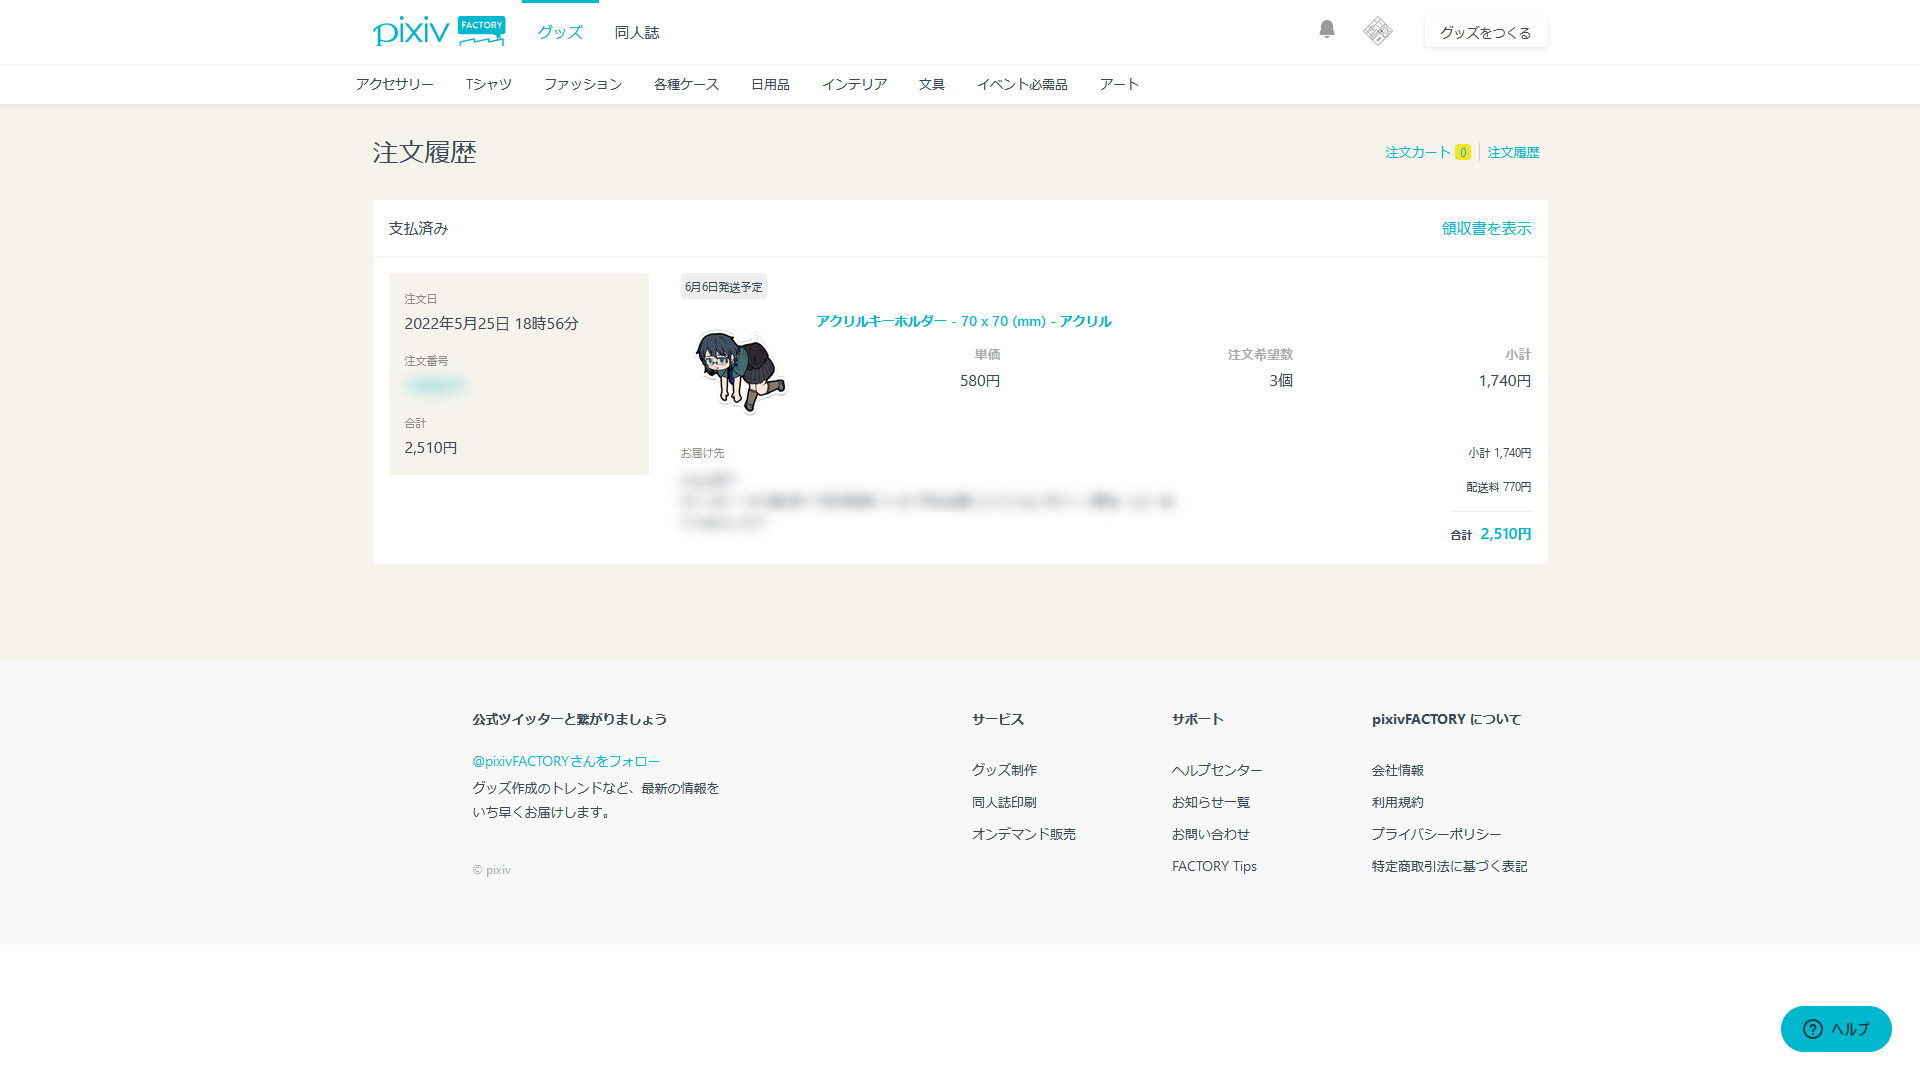 pixiv FACTORY
グッズ
同人誌
グッズをつくる
アクセサリー
Tシャツ
ファッション
各種ケース
日用品
インテリア
文具
イベント必需品
アート
注文履歴
注文カート 0
注文履歴
支払済み
領収書を表示
注文日
2022年5月25日 18時56分
注文番号
合計
2,510円
6月6日発送予定
アクリルキーホルダー - 70 x 70 (mm) - アクリル
単価
注文希望数
小計
580円
3個
1,740円
お届け先
小計 1,740円
配送料 770円
合計 2,510円
公式ツイッターと繋がりましょう
@pixivFACTORYさんをフォロー
グッズ作成のトレンドなど、最新の情報を
いち早くお届けします。
© pixiv
サービス
グッズ制作
同人誌印刷
オンデマンド販売
サポート
ヘルプセンター
お知らせ一覧
お問い合わせ
FACTORY Tips
pixivFACTORY について
会社情報
利用規約
プライバシーポリシー
特定商取引法に基づく表記
ヘルプ